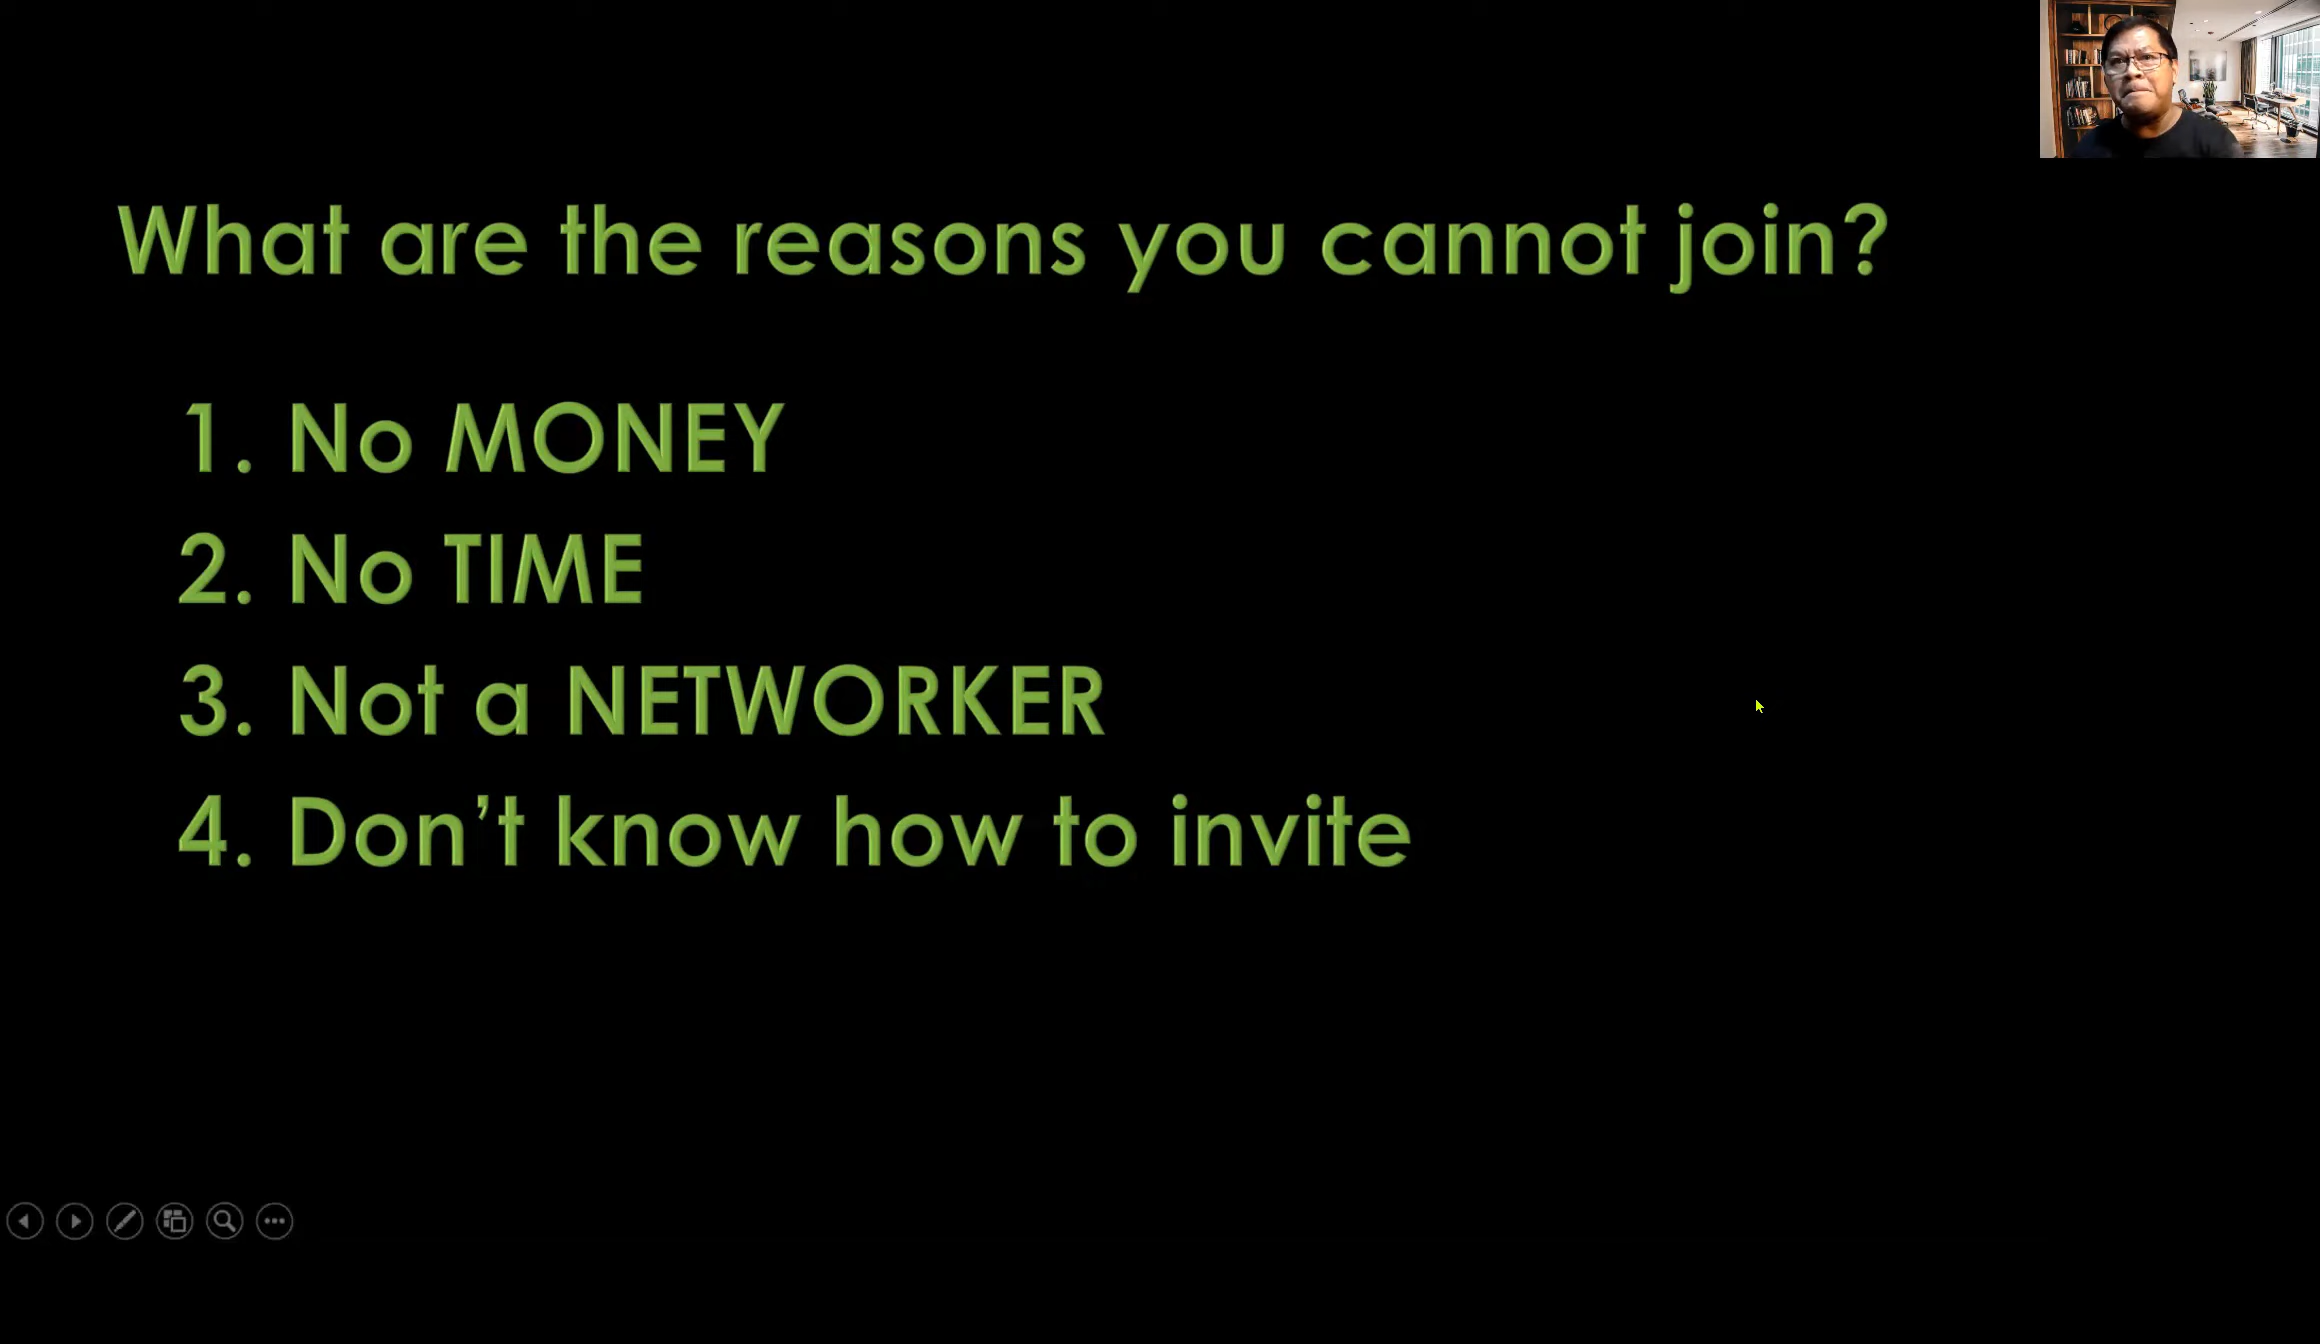 What are the reasons you cannot join?
1. No MONEY
2. No TIME
3. Not a NETWORKER
4. Don’t know how to invite